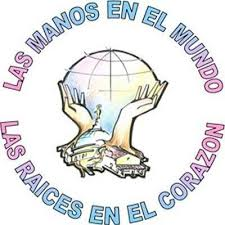 LAS MANOS EN EL MUNDO
LAS RAICES EN EL CORAZON